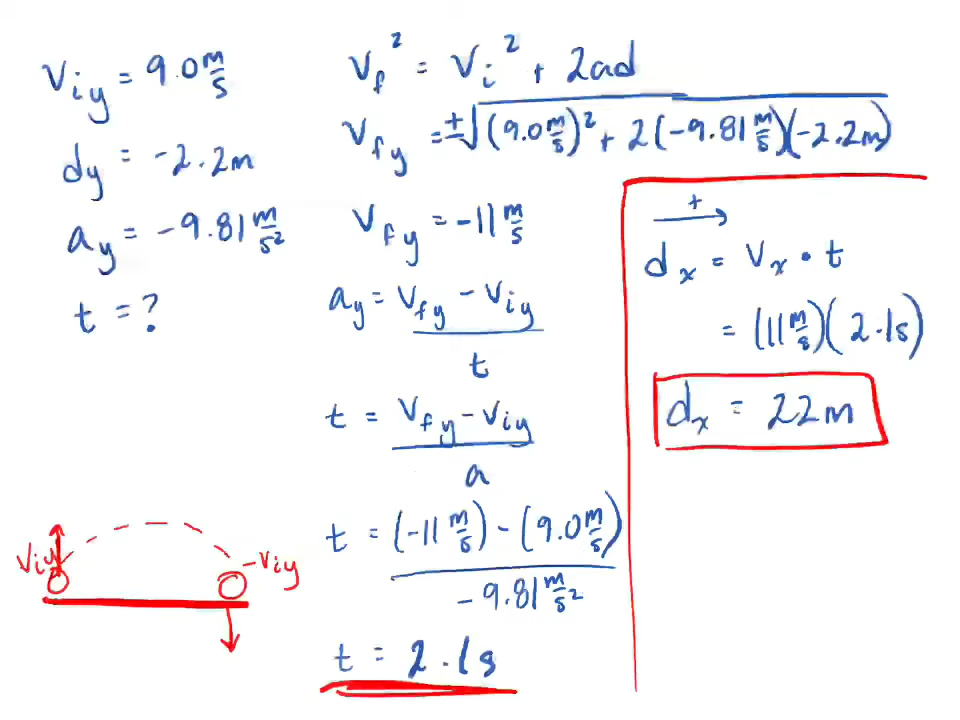 Viy = 9.0 m/s
dy = -2.2m
ay = -9.81 m/s²
t = ?
Vf² = Vi² + 2ad
Vfy = ±√(9.0 m/s)² + 2(-9.81 m/s)(-2.2m)
Vfy = -11 m/s
ay = Vfy - Viy
t
t = Vfy - Viy
a
t = (-11 m/s) - (9.0 m/s)
-9.81 m/s²
t = 2.1s
+
dx = Vx • t
= (11 m/s)(2.1s)
dx = 22m
Viy
-Viy